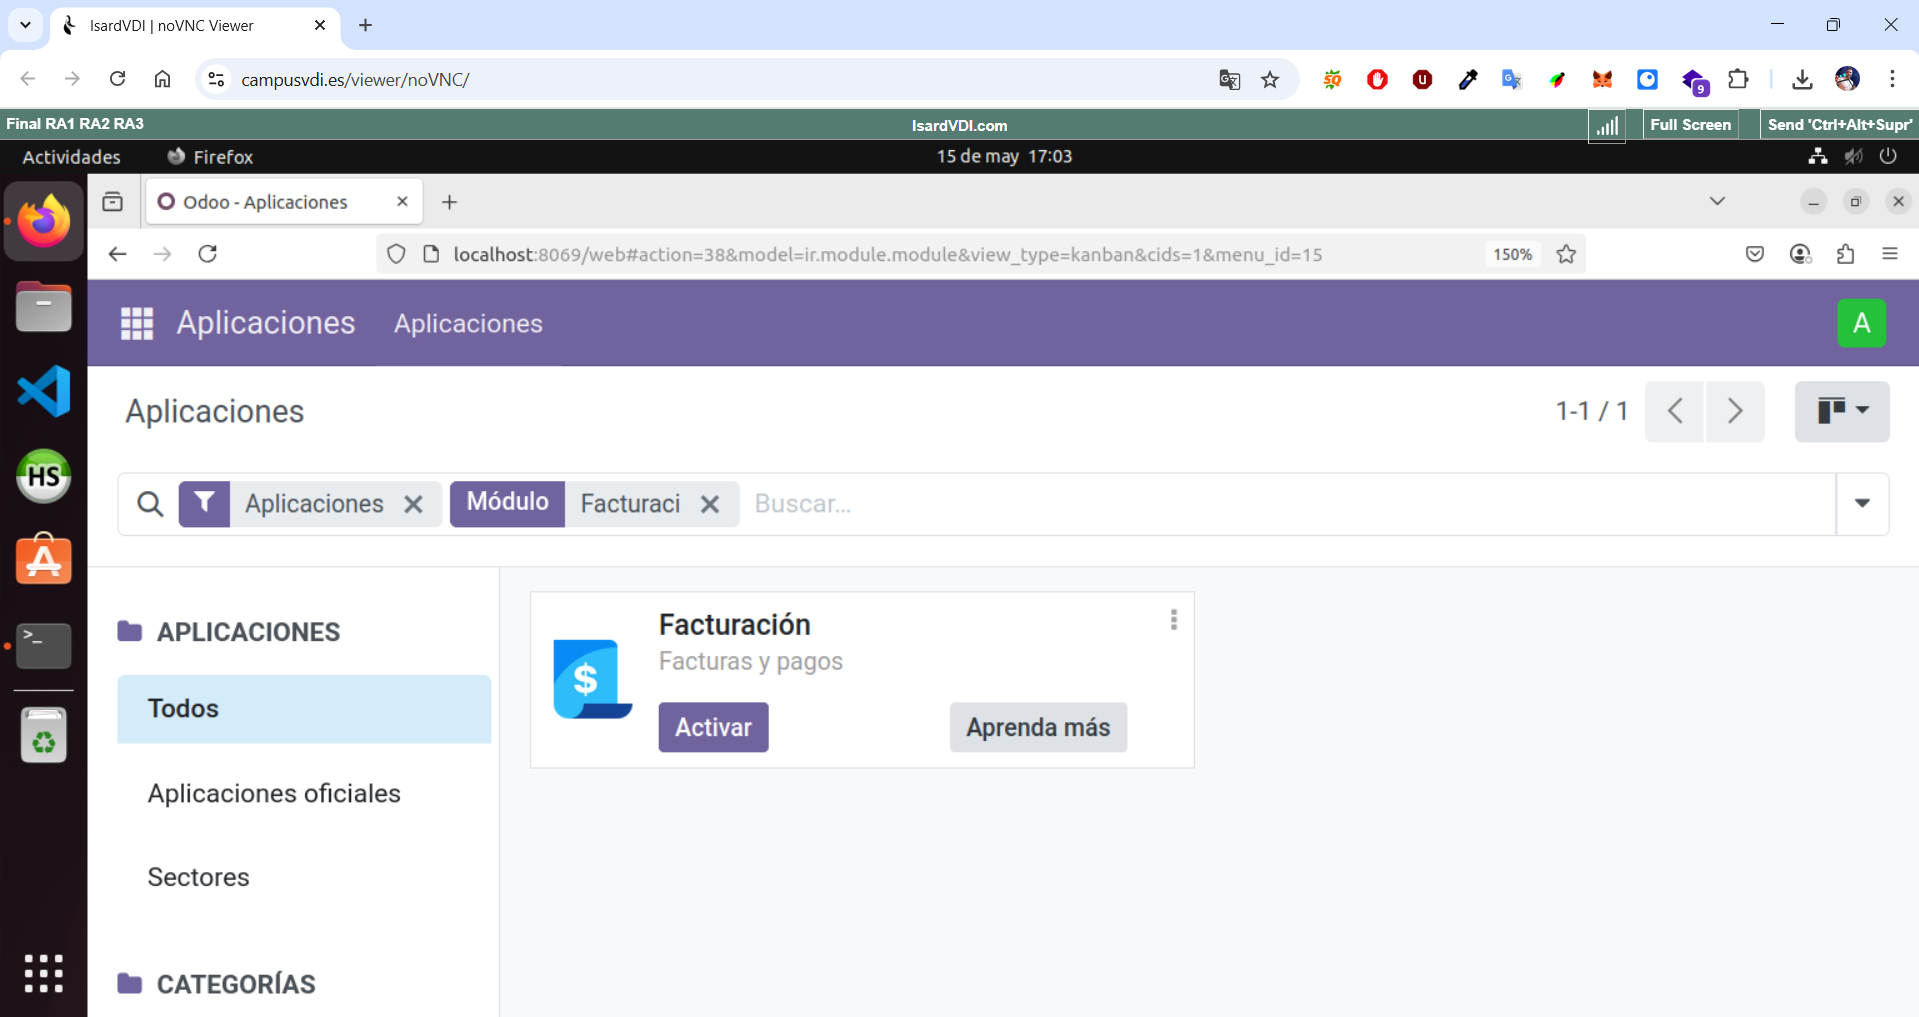 IsardVDI | noVNC Viewer
campusvdi.es/viewer/noVNC/
9
Final RA1 RA2 RA3
IsardVDI.com
Full Screen
Send 'Ctrl+Alt+Supr'
Actividades
Firefox
15 de may 17:03
Odoo - Aplicaciones
localhost:8069/web#action=38&model=ir.module.module&view_type=kanban&cids=1&menu_id=15
150%
Aplicaciones
Aplicaciones
A
Aplicaciones
1-1 / 1
Aplicaciones
Módulo
Facturaci
Buscar...
HS
APLICACIONES
Todos
Aplicaciones oficiales
Sectores
CATEGORÍAS
Facturación
Facturas y pagos
$
Activar
Aprenda más